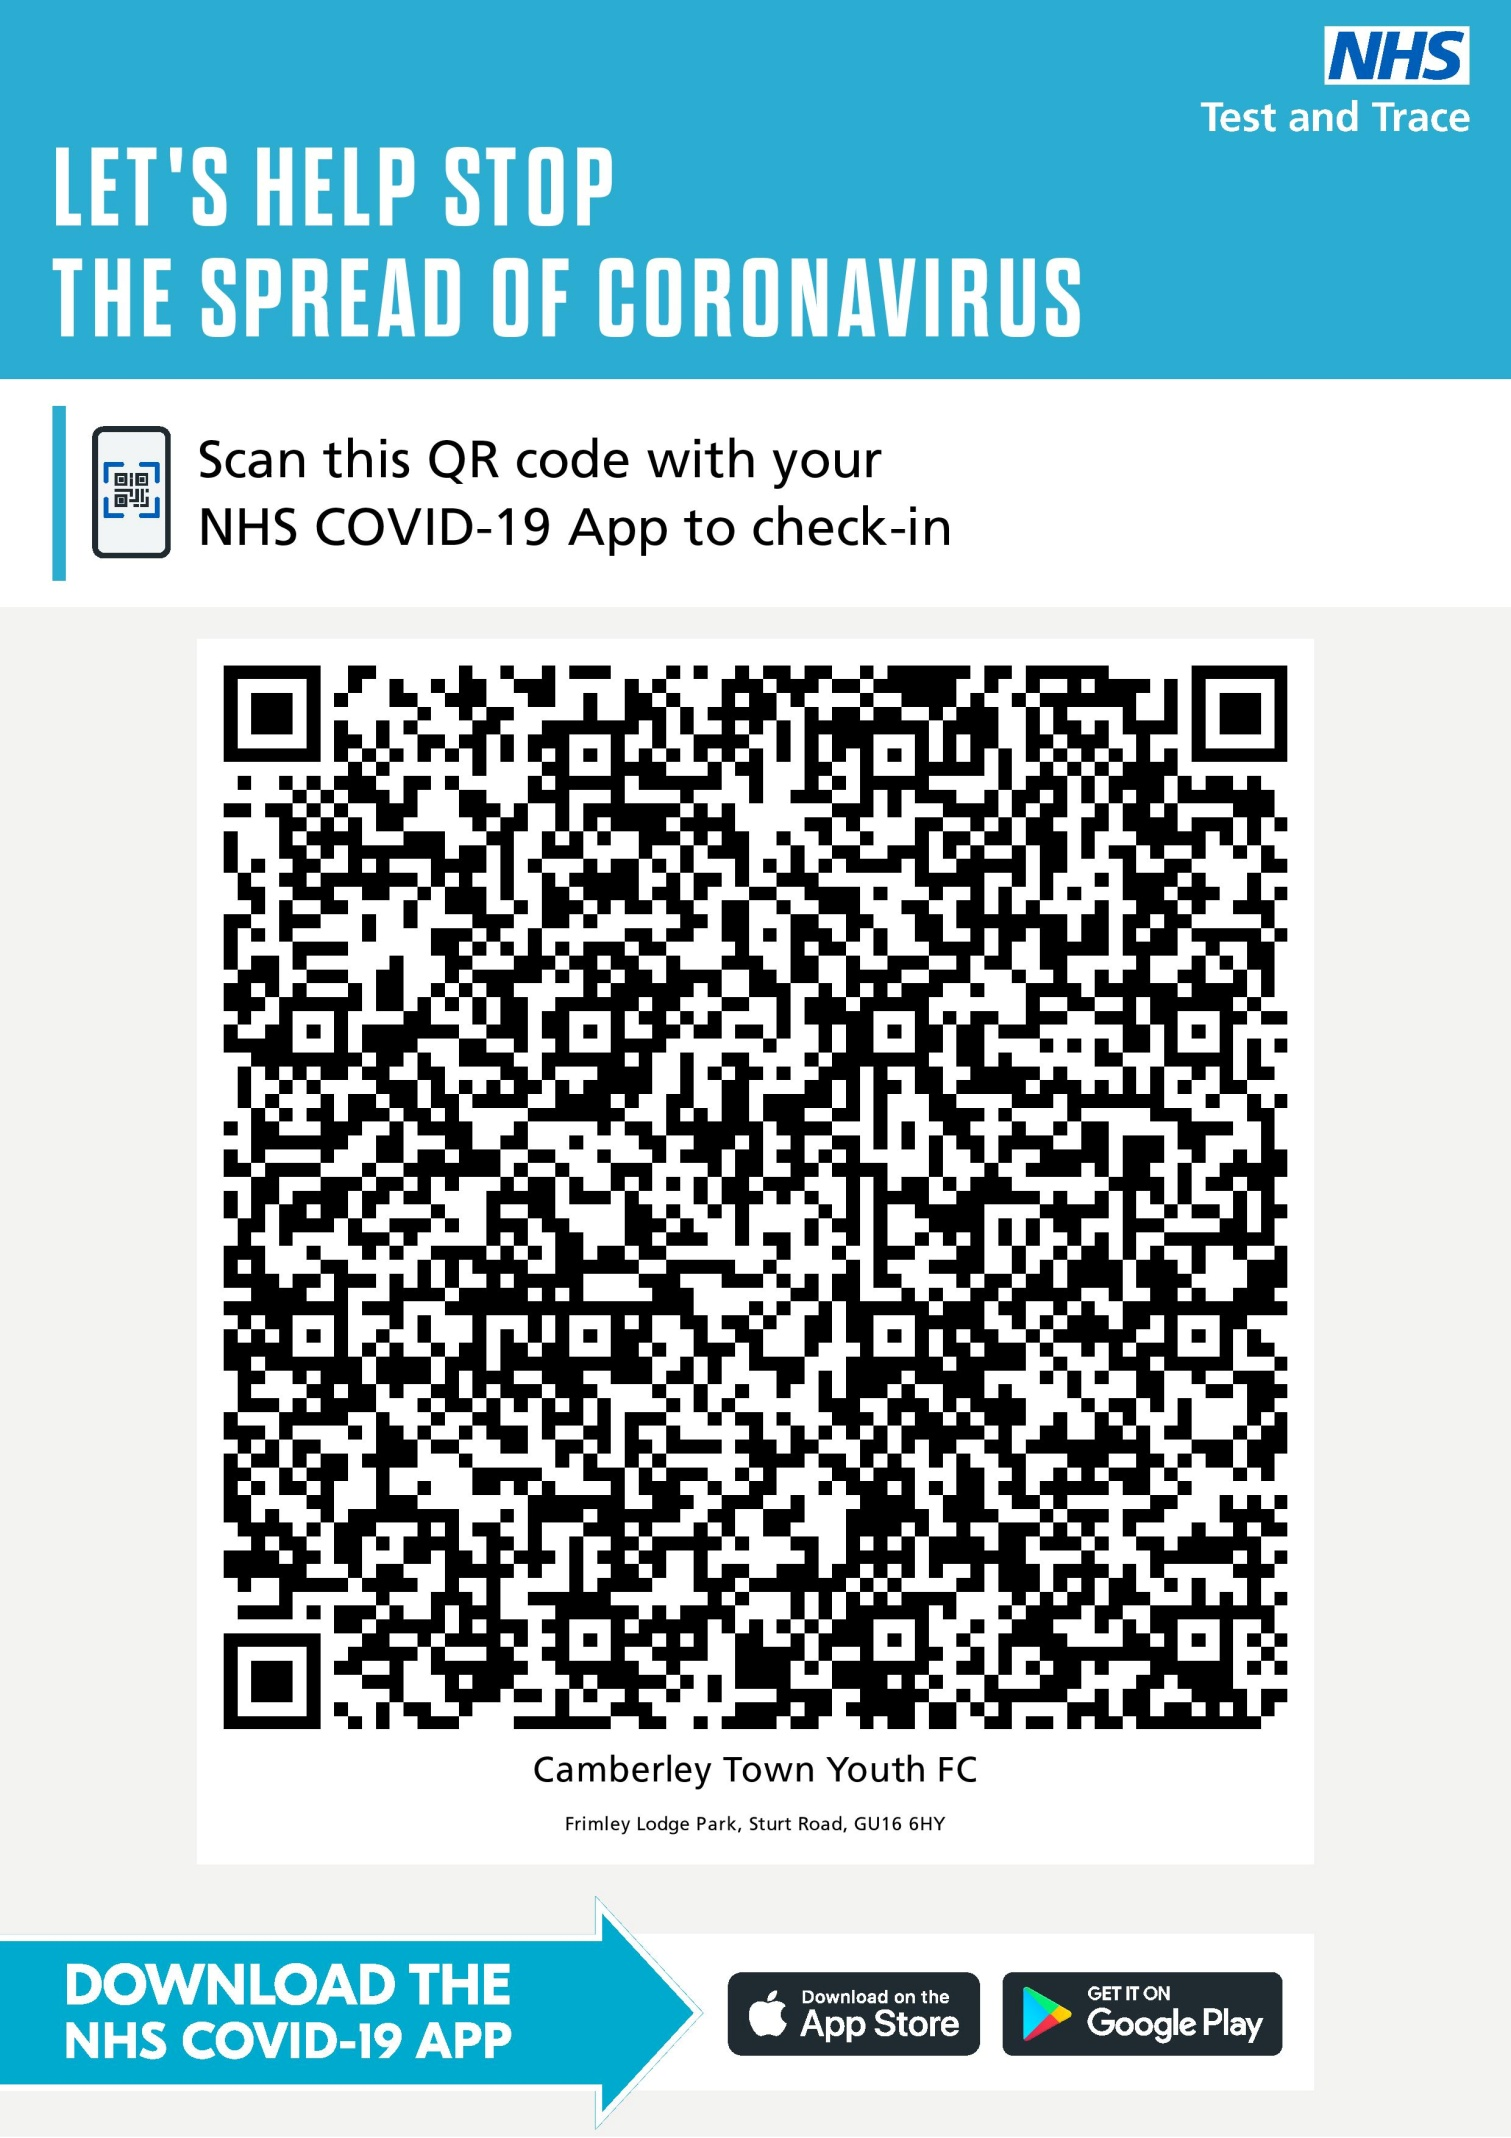 NHS
Test and Trace
LET'S HELP STOP
THE SPREAD OF CORONAVIRUS
Scan this QR code with your
NHS COVID-19 App to check-in
Camberley Town Youth FC
Frimley Lodge Park, Sturt Road, GU16 6HY
DOWNLOAD THE
NHS COVID-19 APP
Download on the
App Store
GET IT ON
Google Play